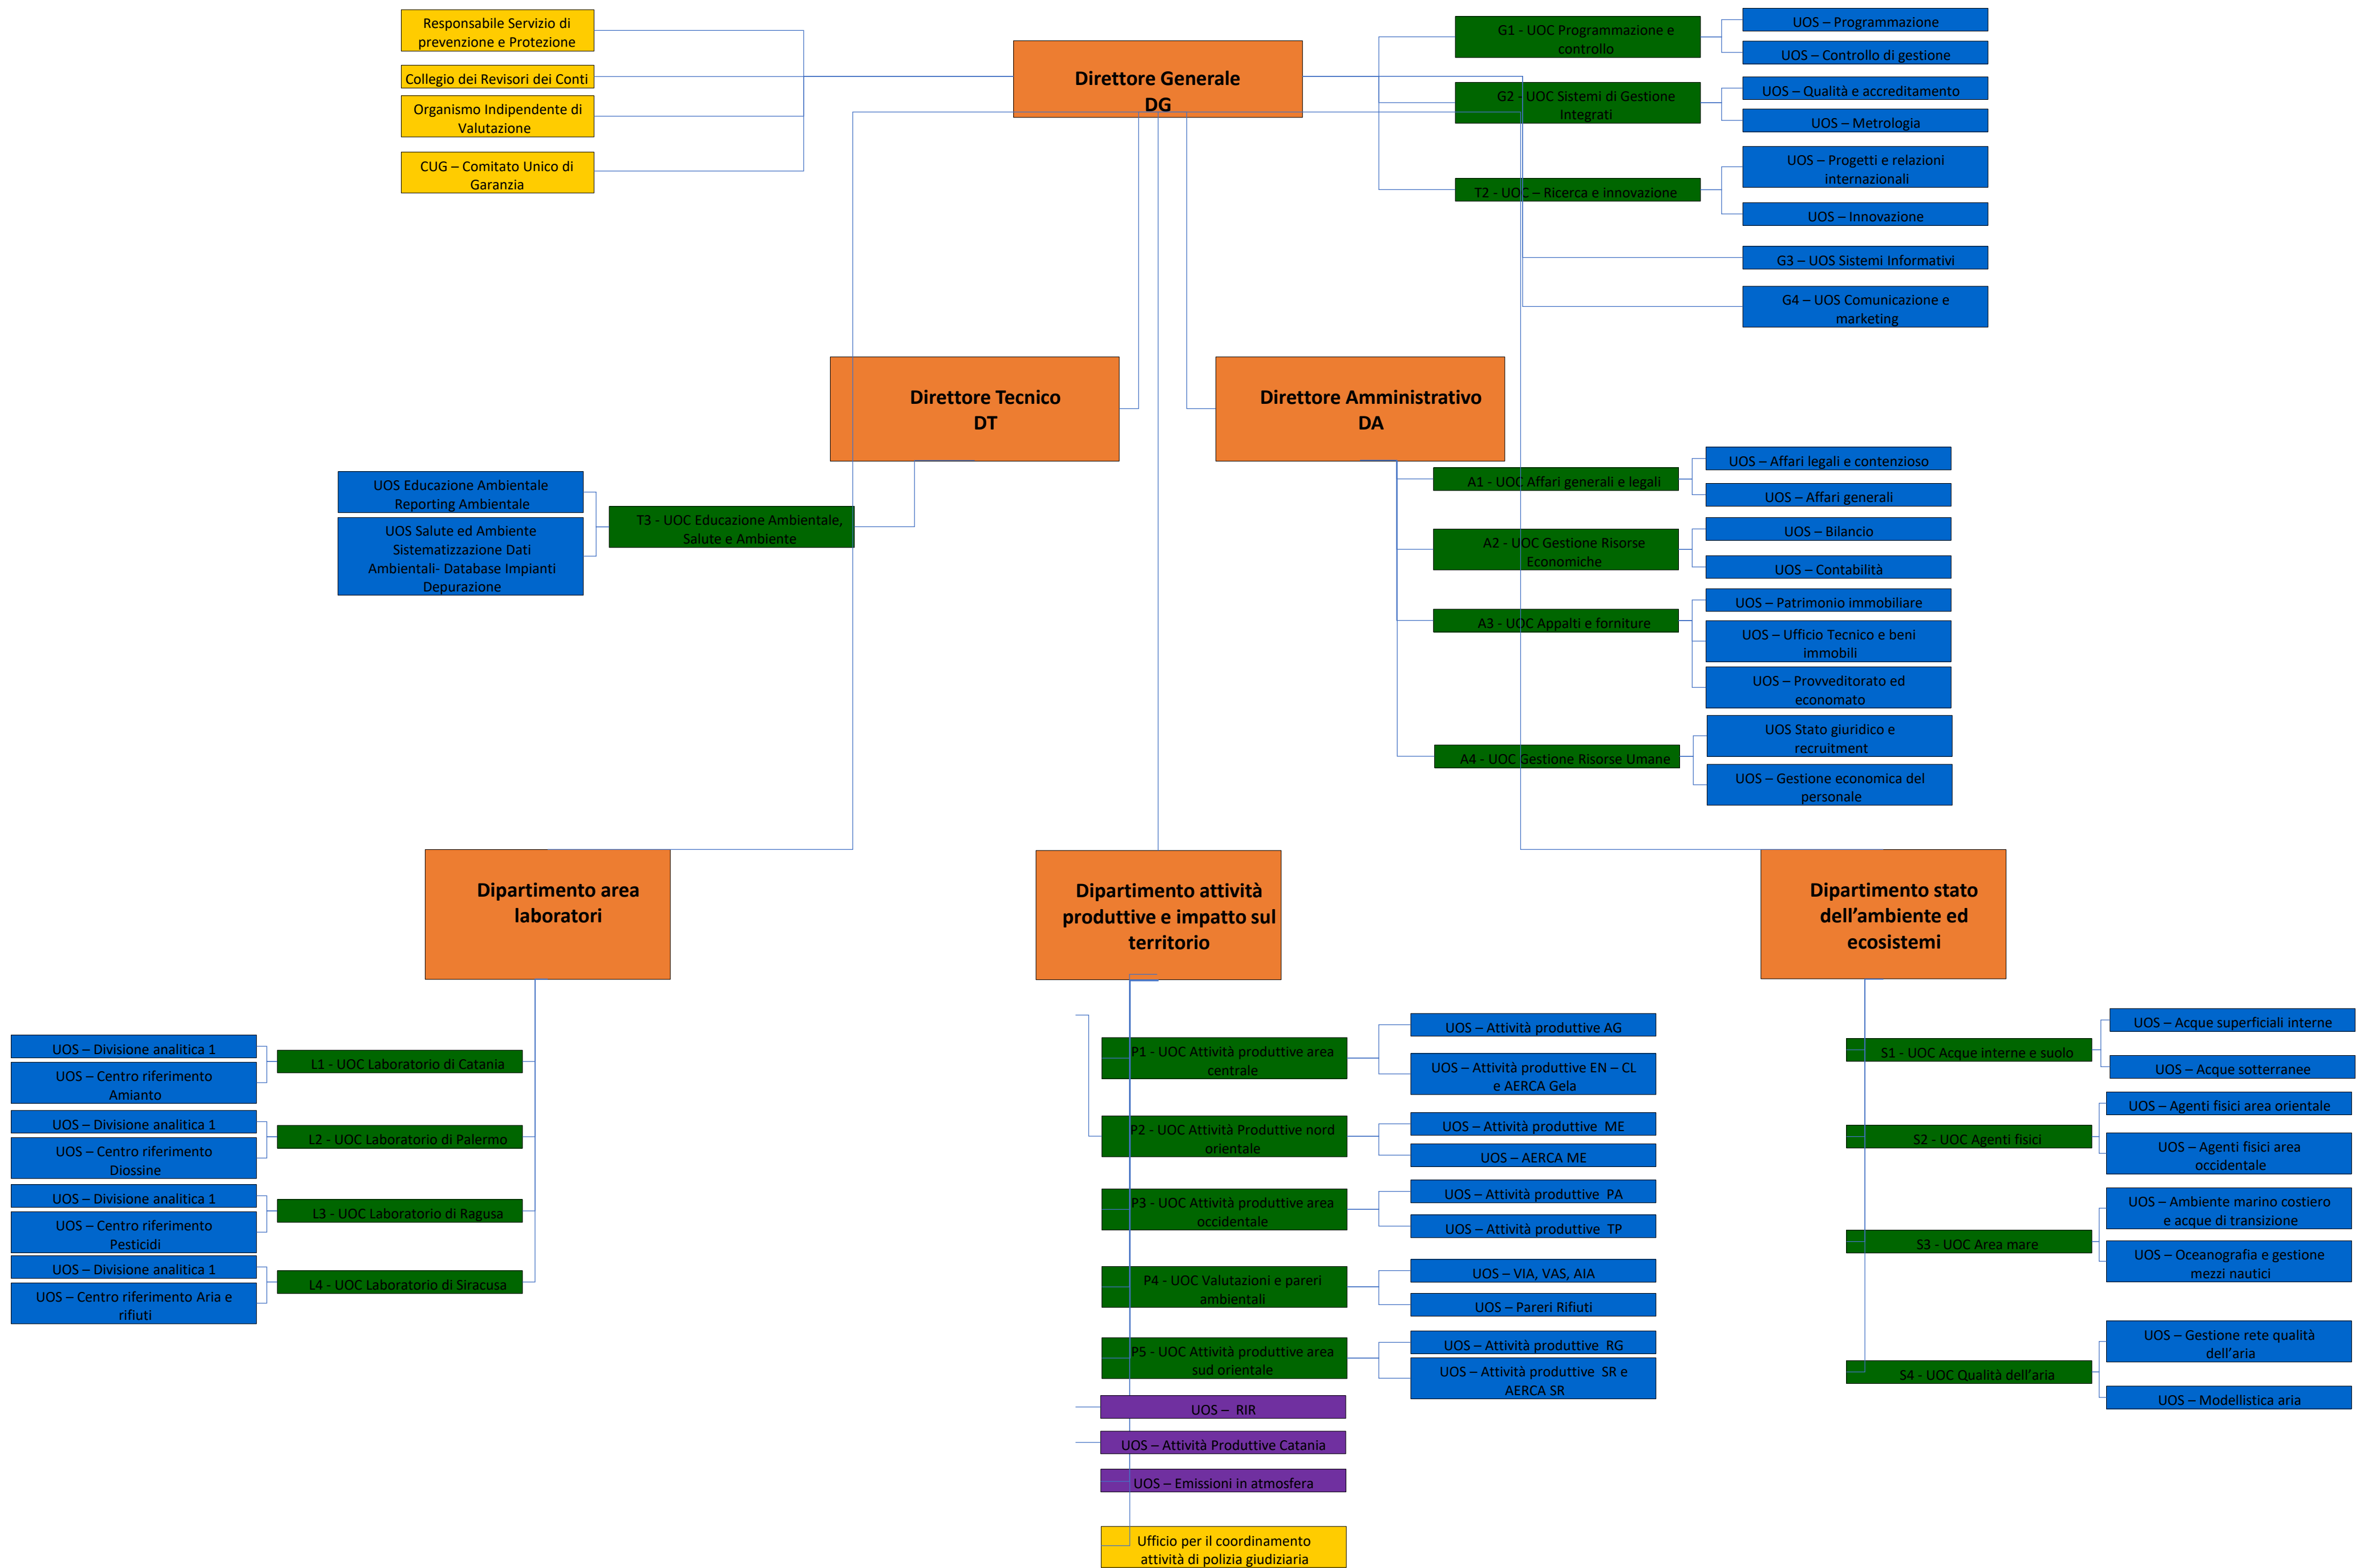 Responsabile Servizio di
prevenzione e Protezione
Collegio dei Revisori dei Conti
Organismo Indipendente di
Valutazione
CUG – Comitato Unico di
Garanzia
Direttore Generale
DG
G1 - UOC Programmazione e
controllo
UOS – Programmazione
UOS – Controllo di gestione
G2 - UOC Sistemi di Gestione
Integrati
UOS – Qualità e accreditamento
UOS – Metrologia
T2 - UOC – Ricerca e innovazione
UOS – Progetti e relazioni
internazionali
UOS – Innovazione
G3 – UOS Sistemi Informativi
G4 – UOS Comunicazione e
marketing
Direttore Tecnico
DT
Direttore Amministrativo
DA
UOS Educazione Ambientale
Reporting Ambientale
UOS Salute ed Ambiente
Sistematizzazione Dati
Ambientali- Database Impianti
Depurazione
T3 - UOC Educazione Ambientale,
Salute e Ambiente
A1 - UOC Affari generali e legali
UOS – Affari legali e contenzioso
UOS – Affari generali
A2 - UOC Gestione Risorse
Economiche
UOS – Bilancio
UOS – Contabilità
A3 - UOC Appalti e forniture
UOS – Patrimonio immobiliare
UOS – Ufficio Tecnico e beni
immobili
UOS – Provveditorato ed
economato
A4 - UOC Gestione Risorse Umane
UOS Stato giuridico e
recruitment
UOS – Gestione economica del
personale
Dipartimento area
laboratori
Dipartimento attività
produttive e impatto sul
territorio
Dipartimento stato
dell’ambiente ed
ecosistemi
UOS – Divisione analitica 1
UOS – Centro riferimento
Amianto
L1 - UOC Laboratorio di Catania
UOS – Divisione analitica 1
UOS – Centro riferimento
Diossine
L2 - UOC Laboratorio di Palermo
UOS – Divisione analitica 1
UOS – Centro riferimento
Pesticidi
L3 - UOC Laboratorio di Ragusa
UOS – Divisione analitica 1
UOS – Centro riferimento Aria e
rifiuti
L4 - UOC Laboratorio di Siracusa
P1 - UOC Attività produttive area
centrale
UOS – Attività produttive AG
UOS – Attività produttive EN – CL
e AERCA Gela
P2 - UOC Attività Produttive nord
orientale
UOS – Attività produttive  ME
UOS – AERCA ME
P3 - UOC Attività produttive area
occidentale
UOS – Attività produttive  PA
UOS – Attività produttive  TP
P4 - UOC Valutazioni e pareri
ambientali
UOS – VIA, VAS, AIA
UOS – Pareri Rifiuti
P5 - UOC Attività produttive area
sud orientale
UOS – Attività produttive  RG
UOS – Attività produttive  SR e
AERCA SR
UOS –  RIR
UOS – Attività Produttive Catania
UOS – Emissioni in atmosfera
Ufficio per il coordinamento
attività di polizia giudiziaria
S1 - UOC Acque interne e suolo
UOS – Acque superficiali interne
UOS – Acque sotterranee
S2 - UOC Agenti fisici
UOS – Agenti fisici area orientale
UOS – Agenti fisici area
occidentale
S3 - UOC Area mare
UOS – Ambiente marino costiero
e acque di transizione
UOS – Oceanografia e gestione
mezzi nautici
S4 - UOC Qualità dell’aria
UOS – Gestione rete qualità
dell’aria
UOS – Modellistica aria